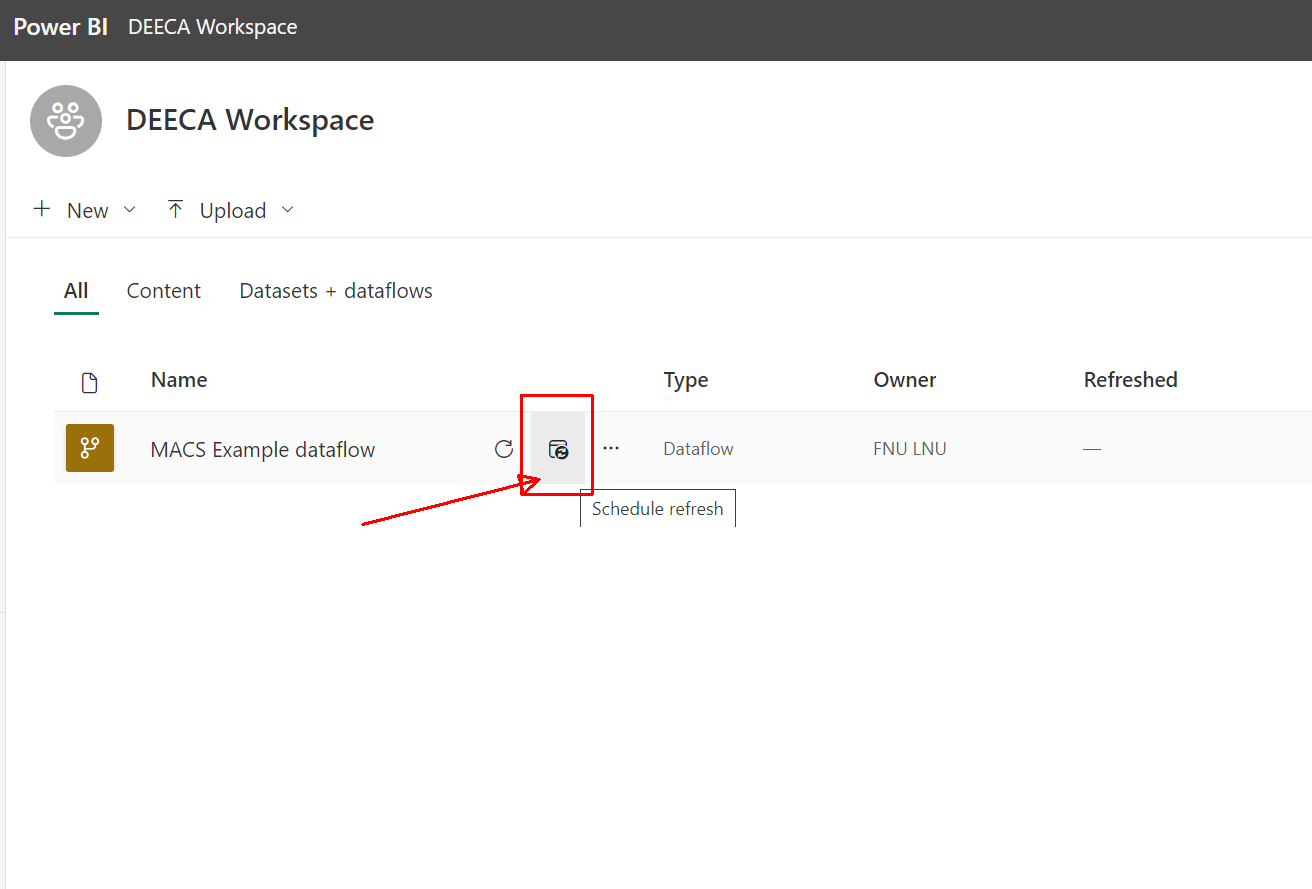 Power BI DEECA Workspace
DEECA Workspace
New Upload
All Content Datasets + dataflows
Name Type Owner Refreshed
MACS Example dataflow ... Dataflow FNU LNU —
Schedule refresh